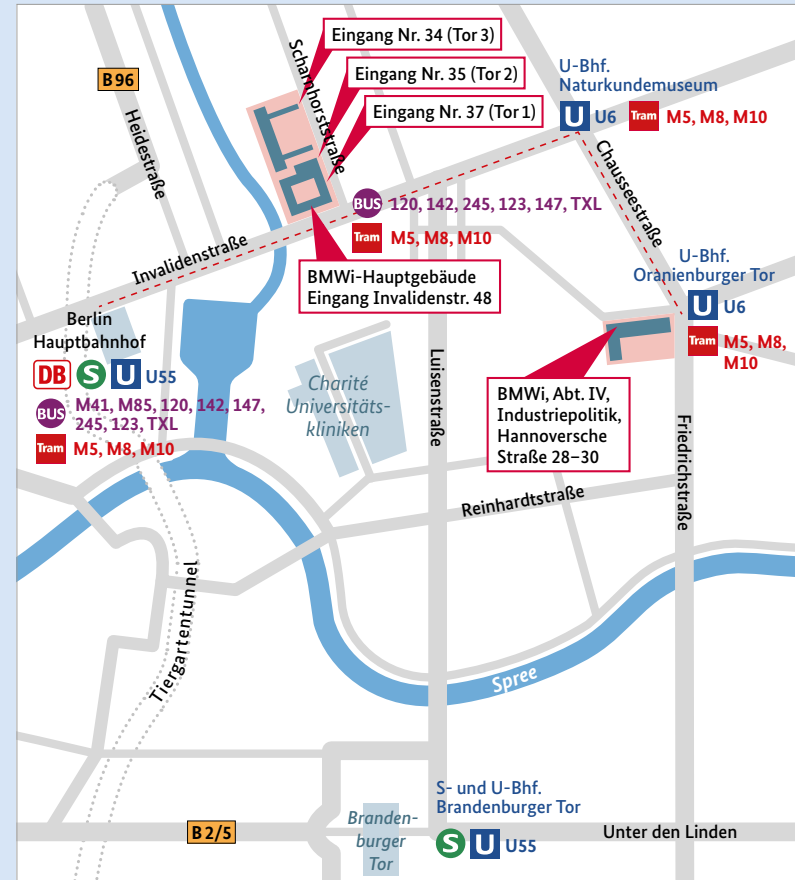 Eingang Nr. 34 (Tor 3)
Eingang Nr. 35 (Tor 2)
Eingang Nr. 37 (Tor 1)
Scharnhorststraße
B 96
Heidestraße
U-Bhf.
Naturkundemuseum
U U6 Tram M5, M8, M10
Chausseestraße
BUS 120, 142, 245, 123, 147, TXL
Tram M5, M8, M10
Invalidenstraße
BMWi-Hauptgebäude
Eingang Invalidenstr. 48
U-Bhf.
Oranienburger Tor
U U6
Tram M5, M8,
M10
Berlin
Hauptbahnhof
DB S U U55
BUS M41, M85, 120, 142, 147,
245, 123, TXL
Tram M5, M8, M10
Charité
Universitäts-
kliniken
Luisenstraße
BMWi, Abt. IV,
Industriepolitik,
Hannoversche
Straße 28–30
Friedrichstraße
Reinhardtstraße
Tiergartentunnel
Spree
S- und U-Bhf.
Brandenburger Tor
S U U55
B 2/5
Branden-
burger
Tor
Unter den Linden